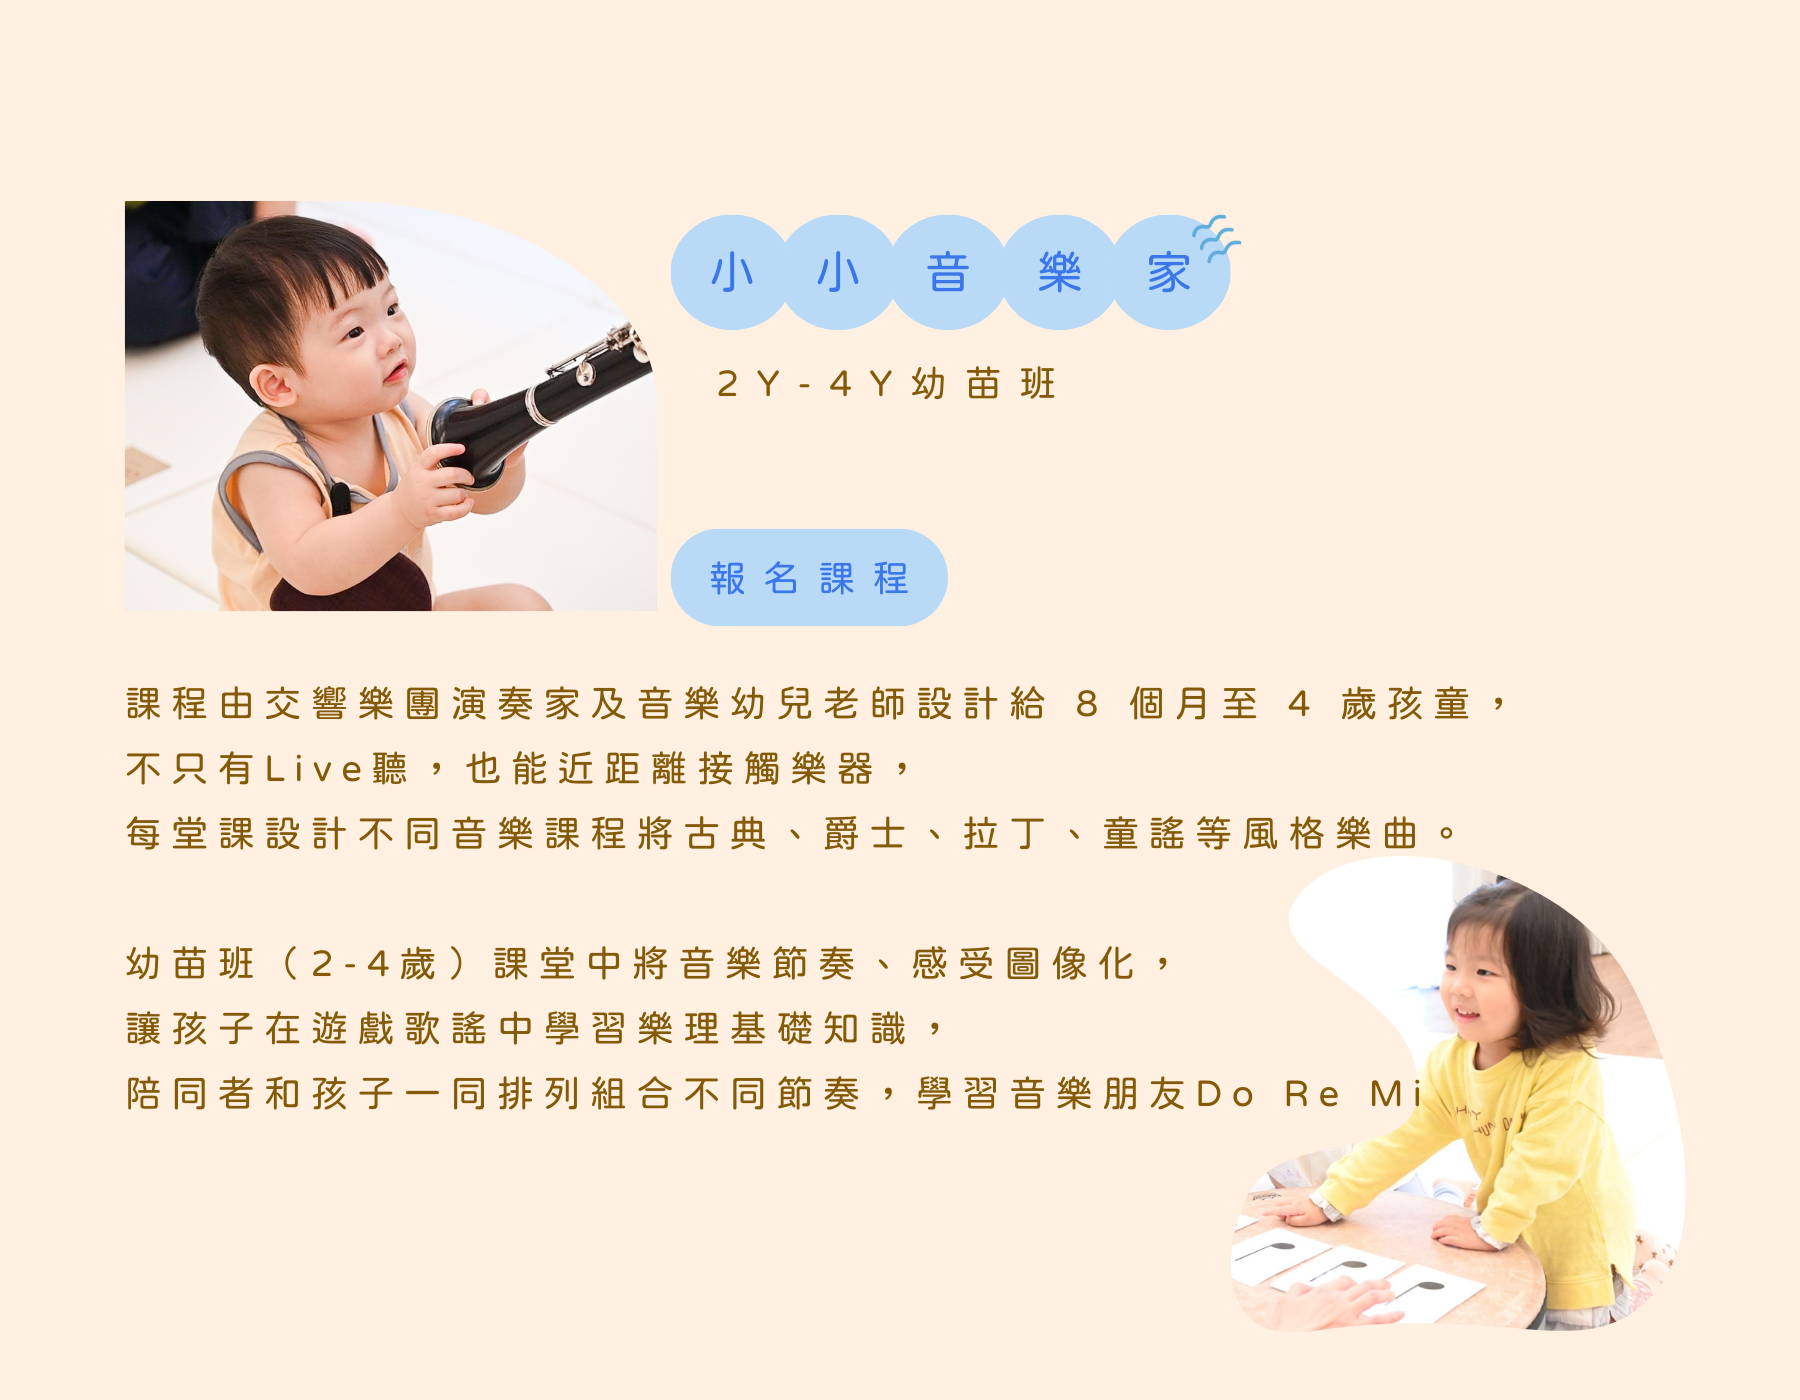 小小音樂家
2Y-4Y幼苗班
報名課程
課程由交響樂團演奏家及音樂幼兒老師設計給 8 個月至 4 歲孩童，
不只有Live聽，也能近距離接觸樂器，
每堂課設計不同音樂課程將古典、爵士、拉丁、童謠等風格樂曲。
幼苗班（2-4歲）課堂中將音樂節奏、感受圖像化，
讓孩子在遊戲歌謠中學習樂理基礎知識，
陪同者和孩子一同排列組合不同節奏，學習音樂朋友Do Re Mi